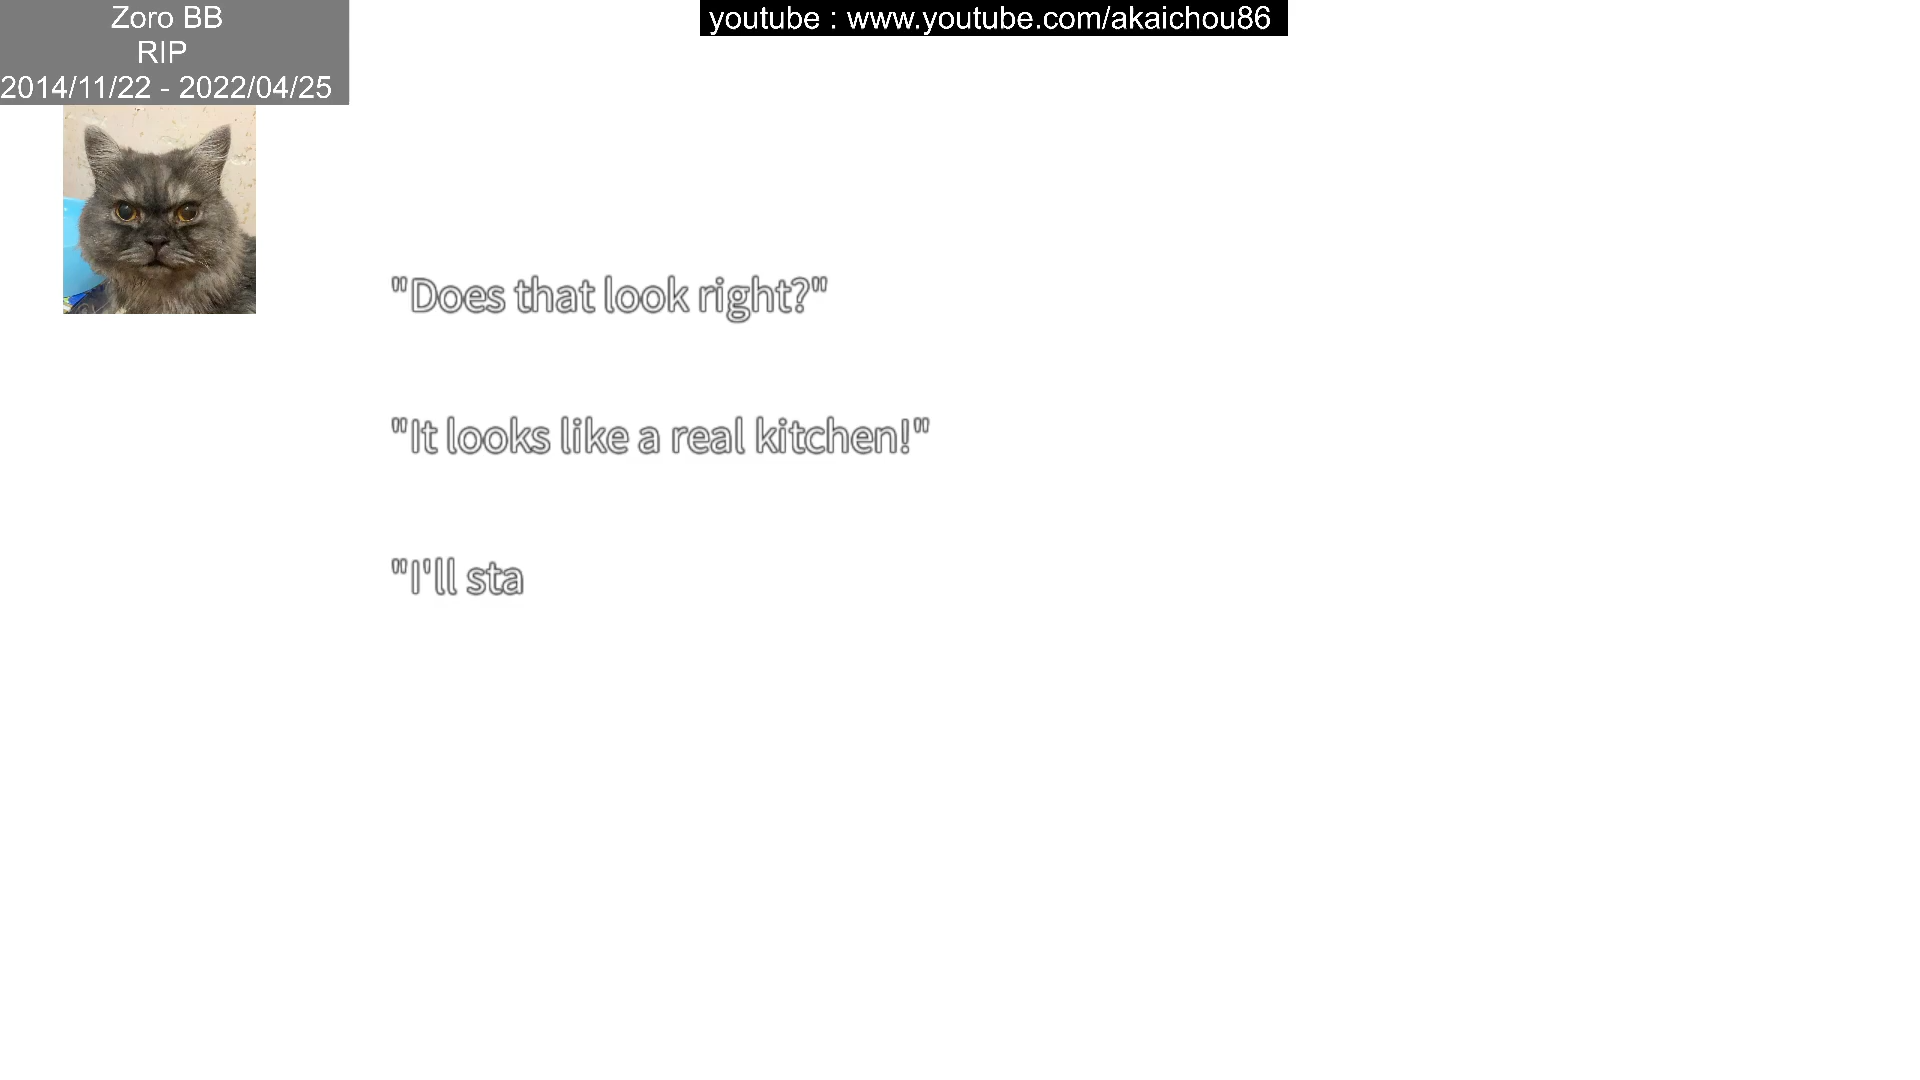 Zoro BB
RIP
2014/11/22 - 2022/04/25
youtube : www.youtube.com/akaichou86
"Does that look right?"
"It looks like a real kitchen!"
"I'll sta